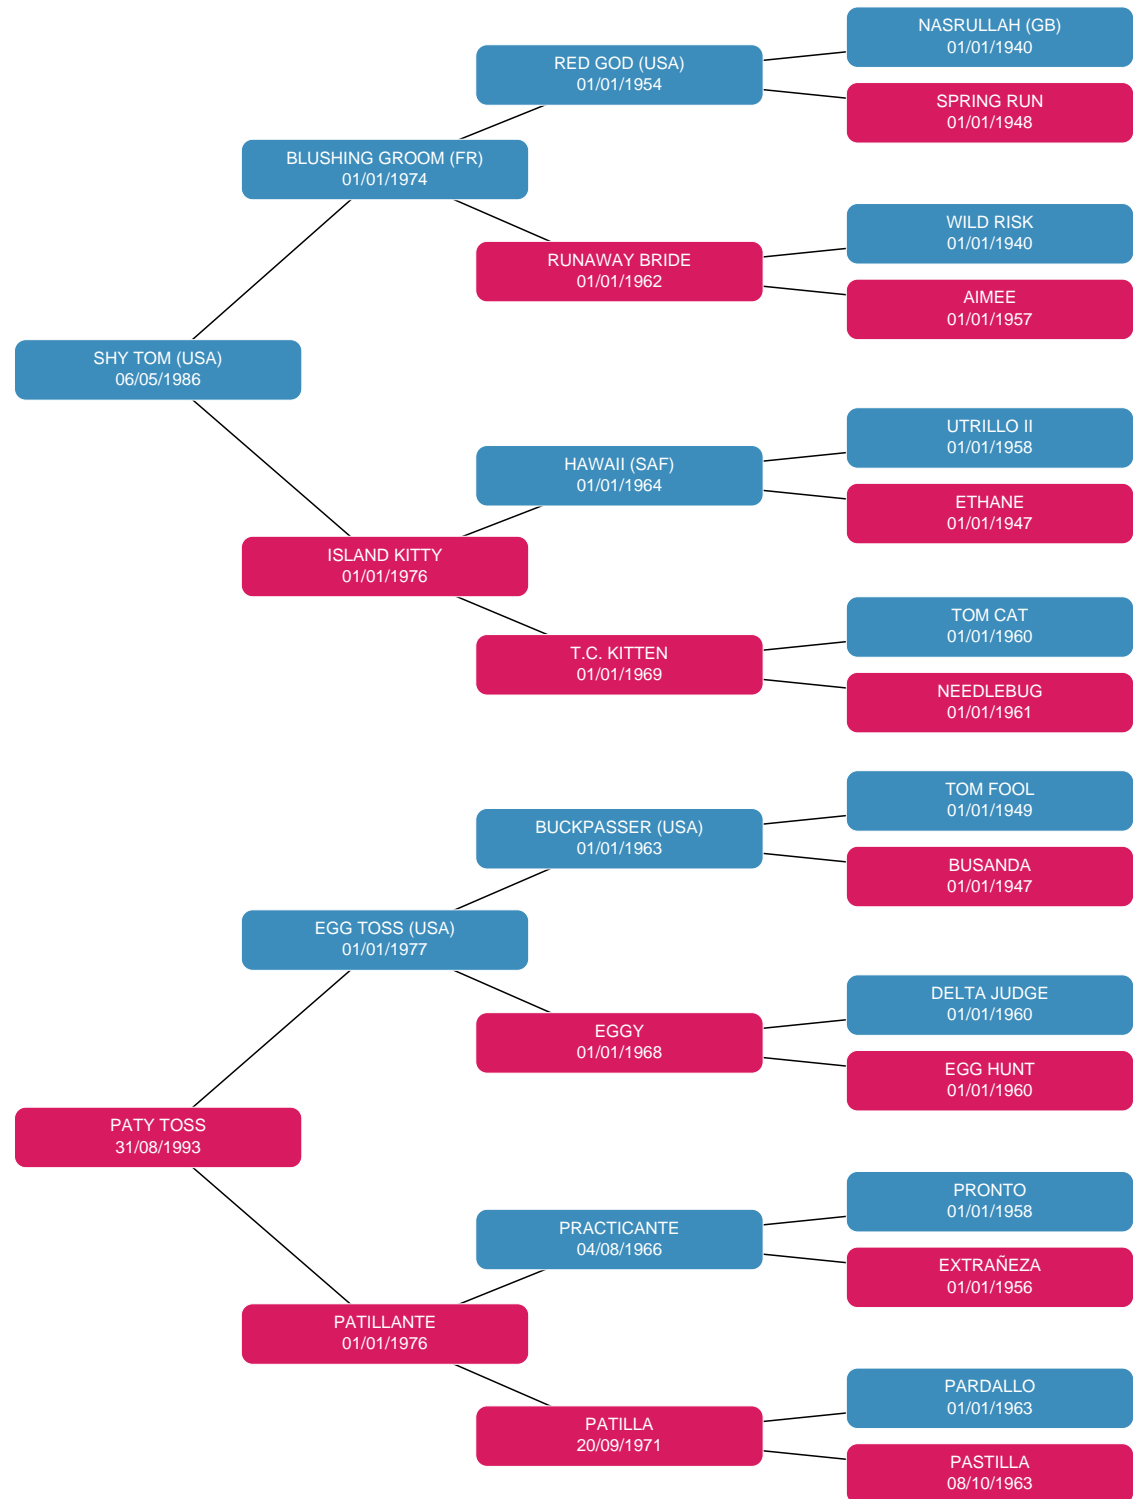 NASRULLAH (GB)
01/01/1940
RED GOD (USA)
01/01/1954
SPRING RUN
01/01/1948
BLUSHING GROOM (FR)
01/01/1974
WILD RISK
01/01/1940
RUNAWAY BRIDE
01/01/1962
AIMEE
01/01/1957
SHY TOM (USA)
06/05/1986
UTRILLO II
01/01/1958
HAWAII (SAF)
01/01/1964
ETHANE
01/01/1947
ISLAND KITTY
01/01/1976
TOM CAT
01/01/1960
T.C. KITTEN
01/01/1969
NEEDLEBUG
01/01/1961
TOM FOOL
01/01/1949
BUCKPASSER (USA)
01/01/1963
BUSANDA
01/01/1947
EGG TOSS (USA)
01/01/1977
DELTA JUDGE
01/01/1960
EGGY
01/01/1968
EGG HUNT
01/01/1960
PATY TOSS
31/08/1993
PRONTO
01/01/1958
PRACTICANTE
04/08/1966
EXTRAÑEZA
01/01/1956
PATILLANTE
01/01/1976
PARDALLO
01/01/1963
PATILLA
20/09/1971
PASTILLA
08/10/1963